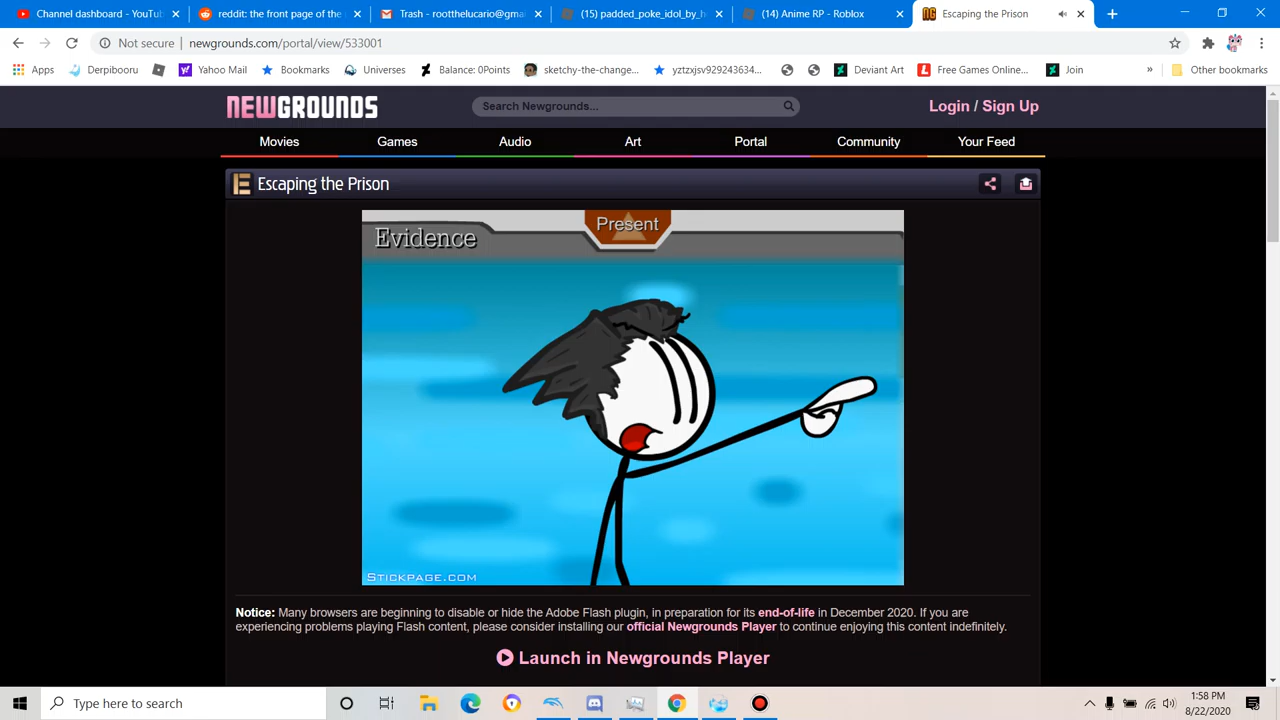 Channel dashboard - YouTu
reddit: the front page of the
Trash - rootthelucario@gma
(15) padded_poke_idol_by_h
(14) Anime RP - Roblox
Escaping the Prison
Not secure | newgrounds.com/portal/view/533001
Apps
Derpibooru
Yahoo Mail
Bookmarks
Universes
Balance: 0Points
sketchy-the-change...
yztzxjsv929243634...
Deviant Art
Free Games Online...
Join
»
Other bookmarks
NEWGROUNDS
Search Newgrounds...
Login / Sign Up
Movies
Games
Audio
Art
Portal
Community
Your Feed
E Escaping the Prison
Present
Evidence
STICKPAGE.COM
Notice: Many browsers are beginning to disable or hide the Adobe Flash plugin, in preparation for its end-of-life in December 2020. If you are
experiencing problems playing Flash content, please consider installing our official Newgrounds Player to continue enjoying this content indefinitely.
Launch in Newgrounds Player
Type here to search
1:58 PM
8/22/2020